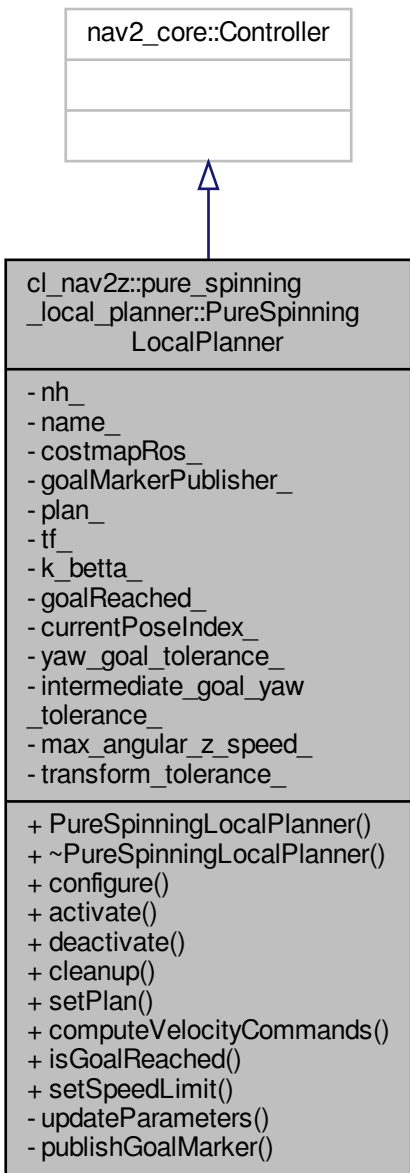 nav2_core::Controller
cl_nav2z::pure_spinning
_local_planner::PureSpinning
LocalPlanner
- nh_
- name_
- costmapRos_
- goalMarkerPublisher_
- plan_
- tf_
- k_betta_
- goalReached_
- currentPoseIndex_
- yaw_goal_tolerance_
- intermediate_goal_yaw
_tolerance_
- max_angular_z_speed_
- transform_tolerance_
+ PureSpinningLocalPlanner()
+ ~PureSpinningLocalPlanner()
+ configure()
+ activate()
+ deactivate()
+ cleanup()
+ setPlan()
+ computeVelocityCommands()
+ isGoalReached()
+ setSpeedLimit()
- updateParameters()
- publishGoalMarker()